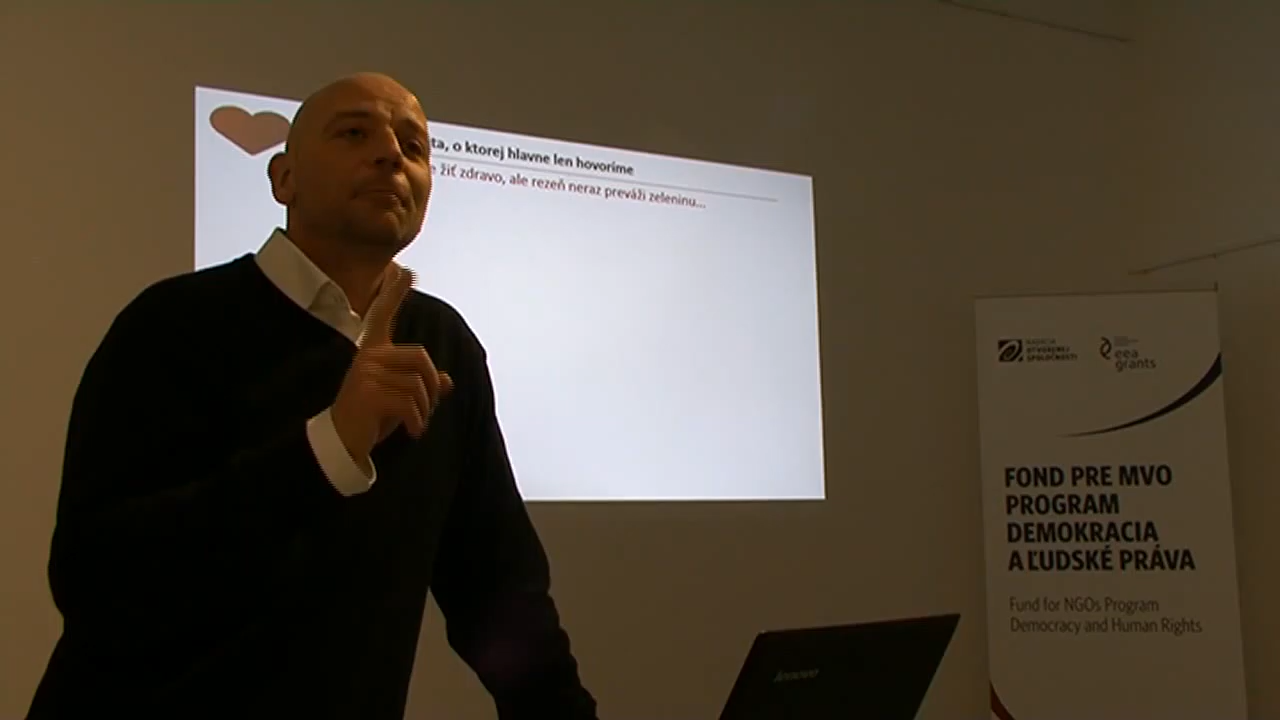 ta, o ktorej hlavne len hovoríme
žiť zdravo, ale rezeň neraz preváži zeleninu...
NADÁCIA
OTVORENEJ
SPOLOČNOSTI
eea
grants
FOND PRE MVO
PROGRAM
DEMOKRACIA
A ĽUDSKÉ PRÁVA
Fund for NGOs Program
Democracy and Human Rights
lenovo